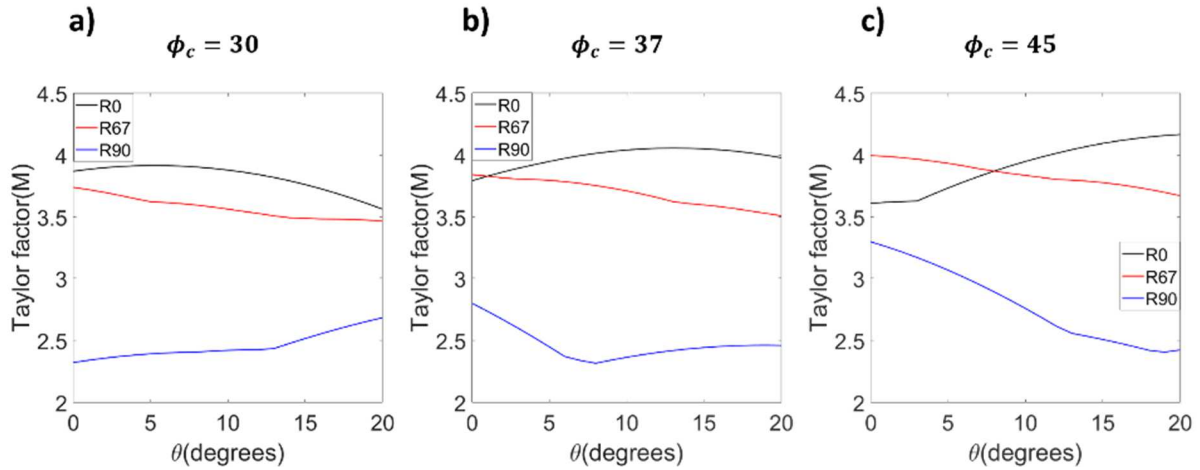 a)
ϕc = 30
4.5
4
3.5
3
2.5
2
Taylor factor(M)
R0
R67
R90
0 5 10 15 20
θ(degrees)
b)
ϕc = 37
4.5
4
3.5
3
2.5
2
Taylor factor(M)
R0
R67
R90
0 5 10 15 20
θ(degrees)
c)
ϕc = 45
4.5
4
3.5
3
2.5
2
Taylor factor(M)
R0
R67
R90
0 5 10 15 20
θ(degrees)